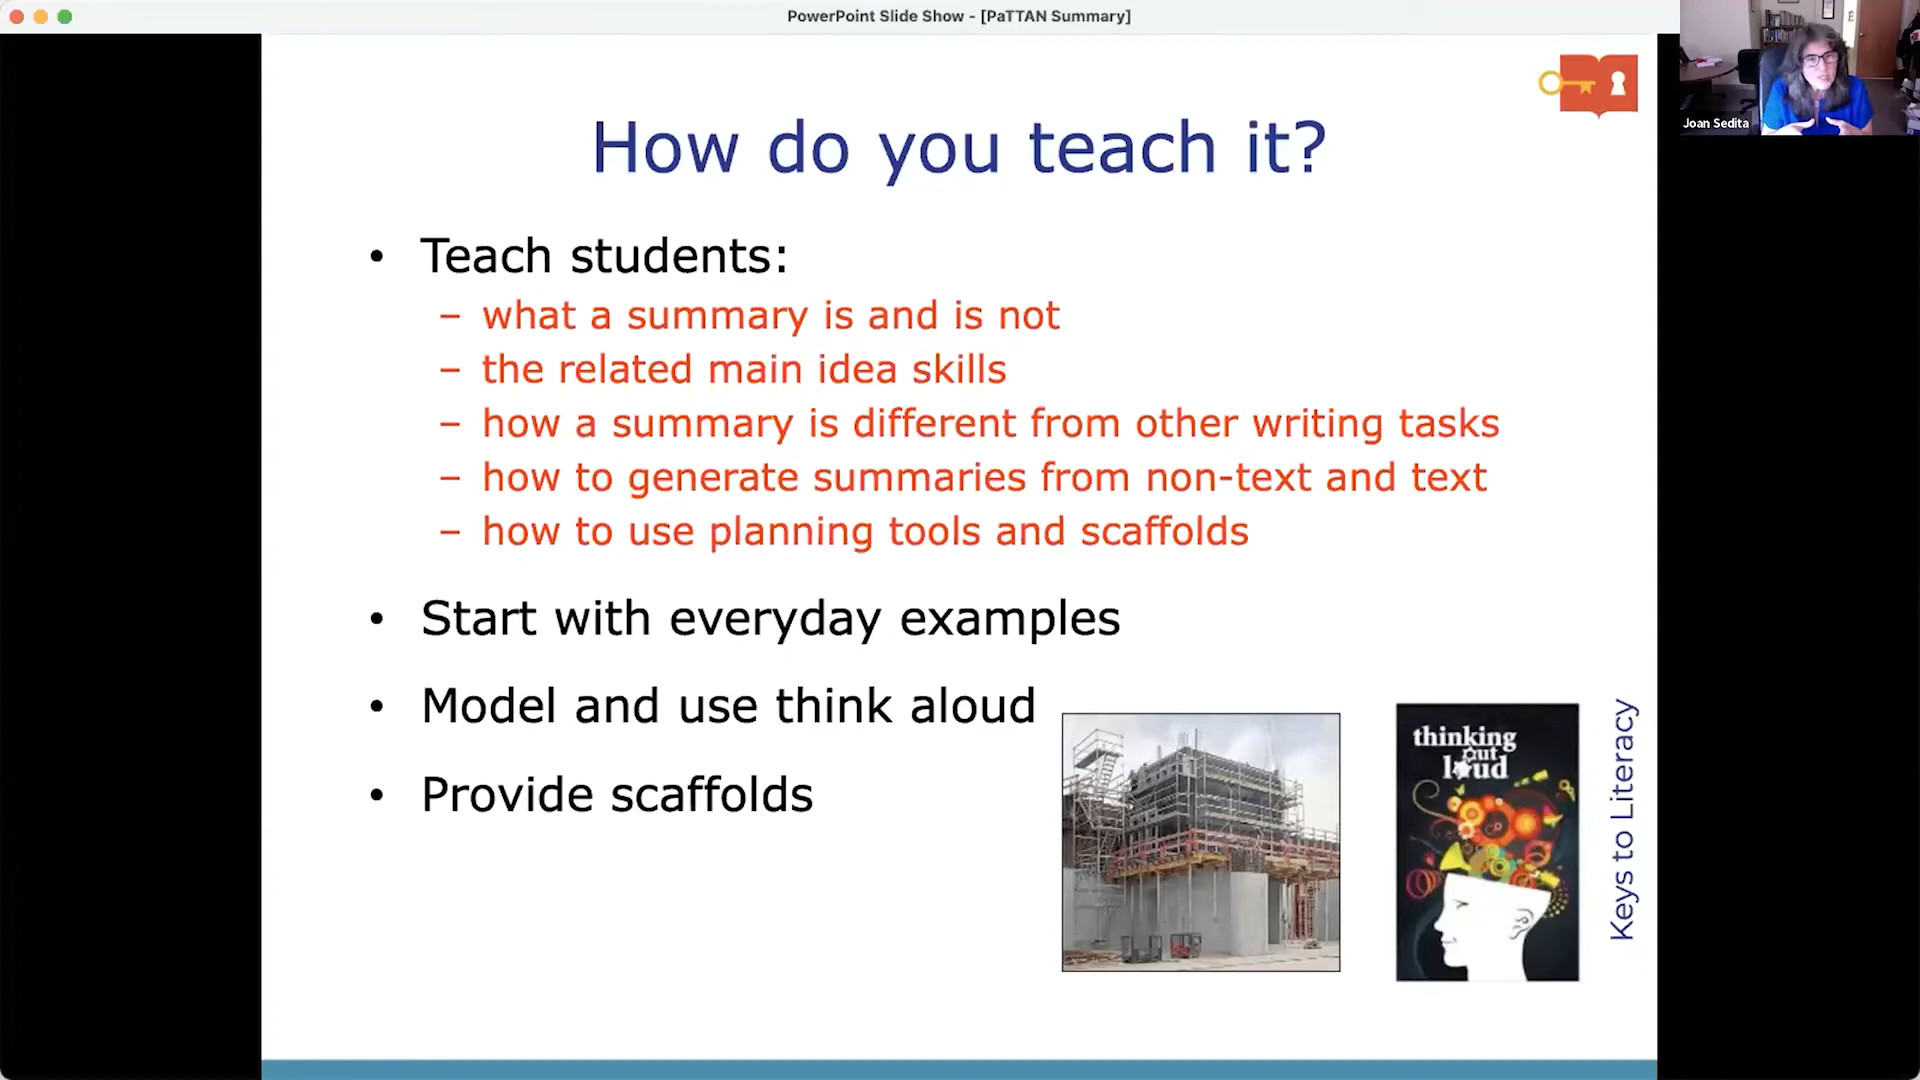 PowerPoint Slide Show - [PaTTAN Summary]
Joan Sedita
How do you teach it?
• Teach students:
– what a summary is and is not
– the related main idea skills
– how a summary is different from other writing tasks
– how to generate summaries from non-text and text
– how to use planning tools and scaffolds
• Start with everyday examples
• Model and use think aloud
• Provide scaffolds
thinking
out
loud
Keys to Literacy